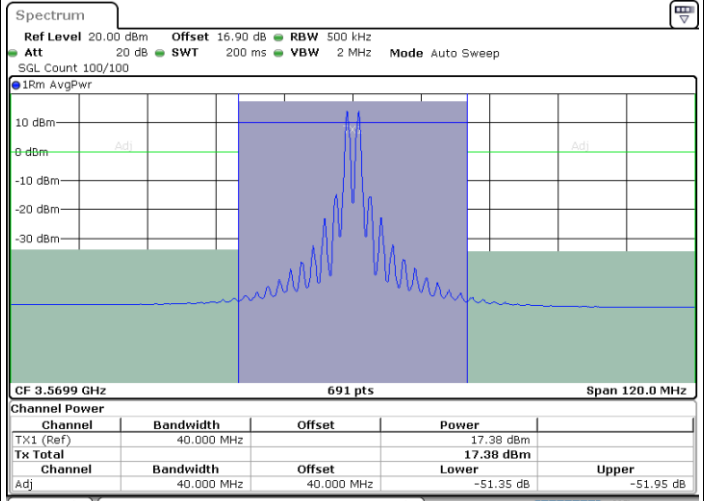 Spectrum
Ref Level 20.00 dBm Offset 16.90 dB RBW 500 kHz
Att 20 dB SWT 200 ms VBW 2 MHz Mode Auto Sweep
SGL Count 100/100
1Rm AvgPwr
10 dBm
Adj Adj
0 dBm
-10 dBm
-20 dBm
-30 dBm
CF 3.5699 GHz 691 pts Span 120.0 MHz
Channel Power
Channel Bandwidth Offset Power
TX1 (Ref) 40.000 MHz 17.38 dBm
Tx Total 17.38 dBm
Channel Bandwidth Offset Lower Upper
Adj 40.000 MHz 40.000 MHz -51.35 dB -51.95 dB